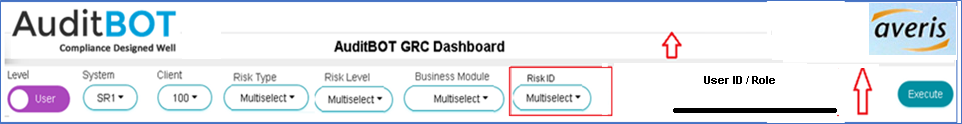 AuditBOT
Compliance Designed Well
averis
AuditBOT GRC Dashboard
Level System Client Risk Type Risk Level Business Module Risk ID User ID / Role
User SR1 100 Multiselect Multiselect Multiselect Multiselect Execute